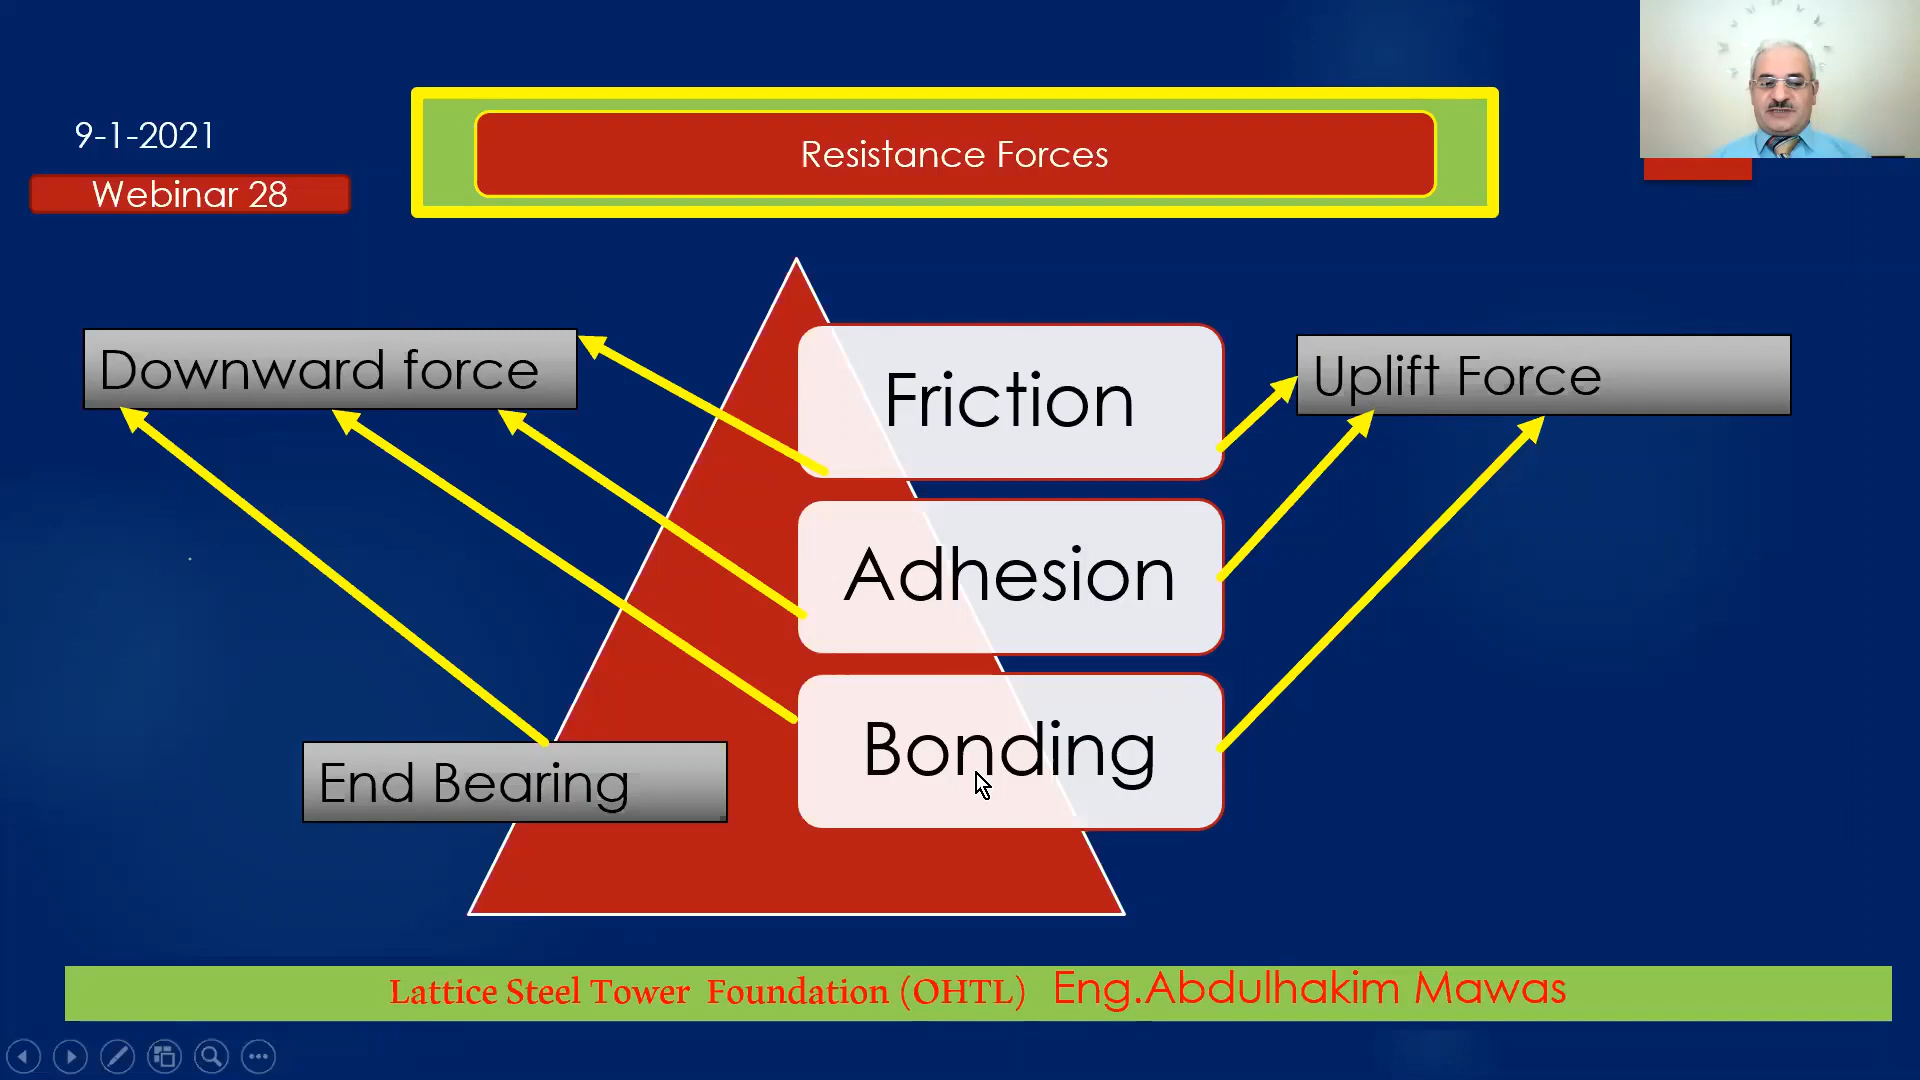 9-1-2021
Webinar 28
Resistance Forces
Downward force
Friction
Uplift Force
Adhesion
Bonding
End Bearing
Lattice Steel Tower Foundation (OHTL) Eng.Abdulhakim Mawas